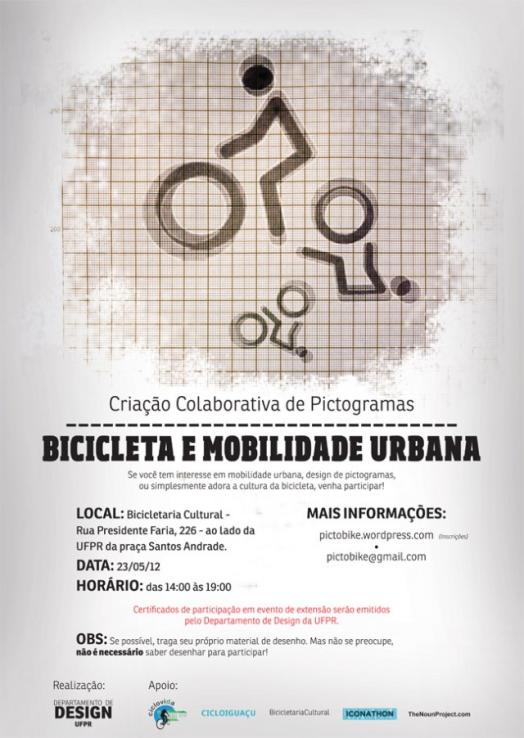 Criação Colaborativa de Pictogramas
BICICLETA E MOBILIDADE URBANA
Se você tem interesse em mobilidade urbana, design de pictogramas,
ou simplesmente adora a cultura da bicicleta, venha participar!
LOCAL: Bicicletaria Cultural -
Rua Presidente Faria, 226 - ao lado da
UFPR da praça Santos Andrade.
DATA: 23/05/12
HORÁRIO: das 14:00 às 19:00
MAIS INFORMAÇÕES:
pictobike.wordpress.com (Inscrições)
•
pictobike@gmail.com
Certificados de participação em evento de extensão serão emitidos
pelo Departamento de Design da UFPR.
OBS: Se possível, traga seu próprio material de desenho. Mas não se preocupe,
não é necessário saber desenhar para participar!
Realização:
DEPARTAMENTO DE
DESIGN
UFPR
Apoio:
ciclovida
CICLOIGUAÇU
BicicletariaCultural
ICONATHON
TheNounProject.com